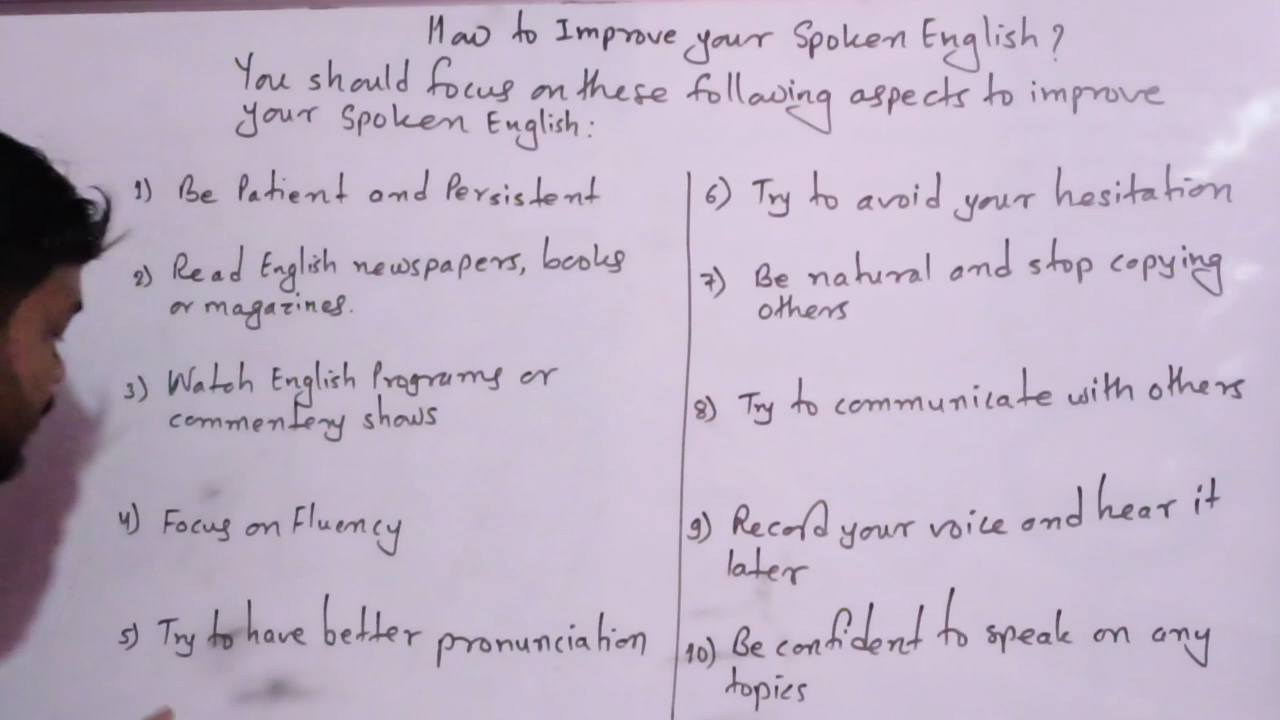 How to Improve your Spoken English?
You should focus on these following aspects to improve
your Spoken English:
1) Be Patient and Persistent
2) Read English newspapers, books
or magazines.
3) Watch English Programs or
commentery shows
4) Focus on Fluency
5) Try to have better pronunciation
6) Try to avoid your hesitation
7) Be natural and stop copying
others
8) Try to communicate with others
9) Record your voice and hear it
later
10) Be confident to speak on any
topics